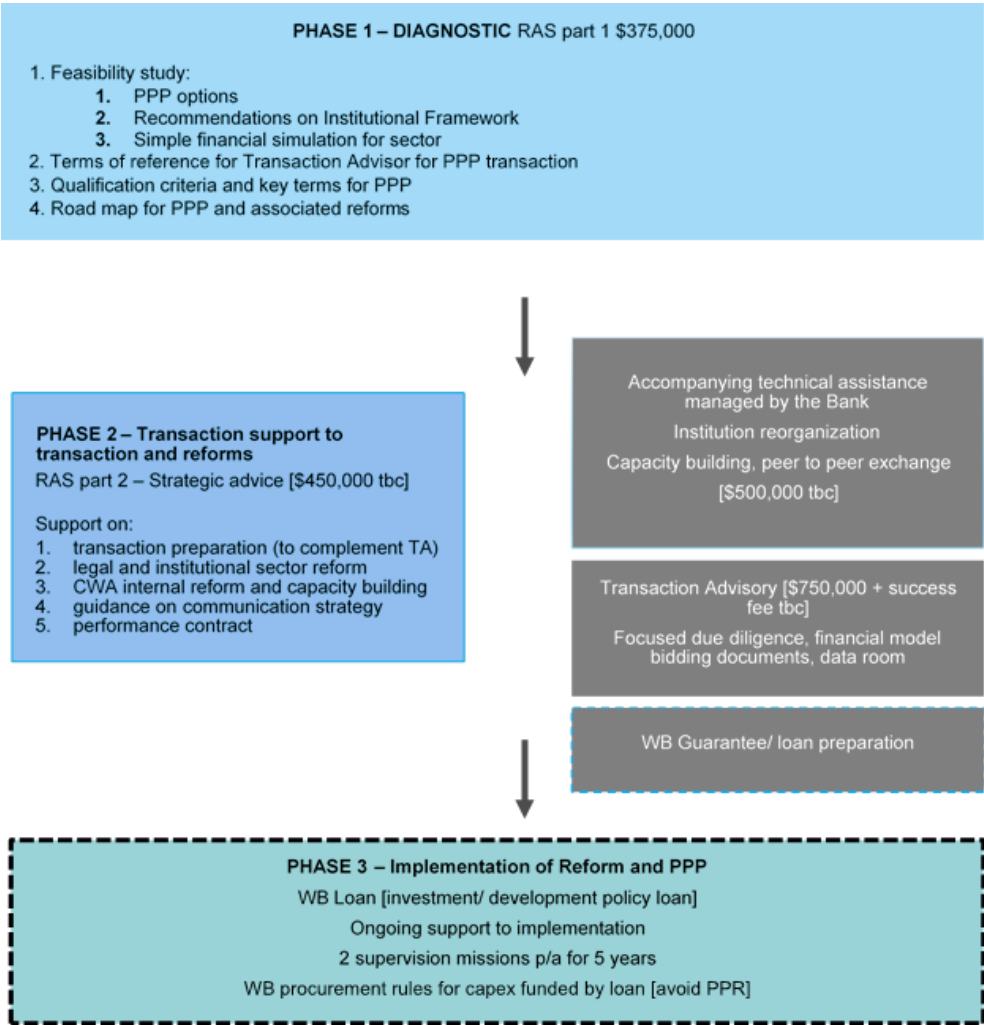 PHASE 1 – DIAGNOSTIC RAS part 1 $375,000
1. Feasibility study:
1. PPP options
2. Recommendations on Institutional Framework
3. Simple financial simulation for sector
2. Terms of reference for Transaction Advisor for PPP transaction
3. Qualification criteria and key terms for PPP
4. Road map for PPP and associated reforms
PHASE 2 – Transaction support to
transaction and reforms
RAS part 2 – Strategic advice [$450,000 tbc]
Support on:
1. transaction preparation (to complement TA)
2. legal and institutional sector reform
3. CWA internal reform and capacity building
4. guidance on communication strategy
5. performance contract
Accompanying technical assistance
managed by the Bank
Institution reorganization
Capacity building, peer to peer exchange
[$500,000 tbc]
Transaction Advisory [$750,000 + success
fee tbc]
Focused due diligence, financial model
bidding documents, data room
WB Guarantee/ loan preparation
PHASE 3 – Implementation of Reform and PPP
WB Loan [investment/ development policy loan]
Ongoing support to implementation
2 supervision missions p/a for 5 years
WB procurement rules for capex funded by loan [avoid PPR]